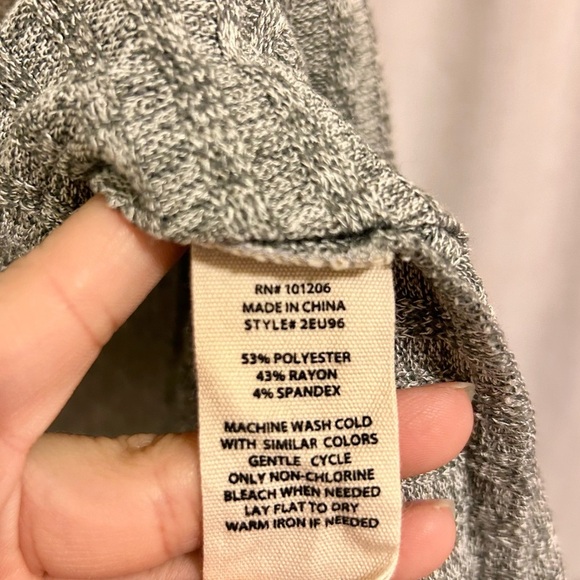 RN# 101206
MADE IN CHINA
STYLE# 2EU96
53% POLYESTER
43% RAYON
4% SPANDEX
MACHINE WASH COLD
WITH SIMILAR COLORS
GENTLE CYCLE
ONLY NON-CHLORINE
BLEACH WHEN NEEDED
LAY FLAT TO DRY
WARM IRON IF NEEDED